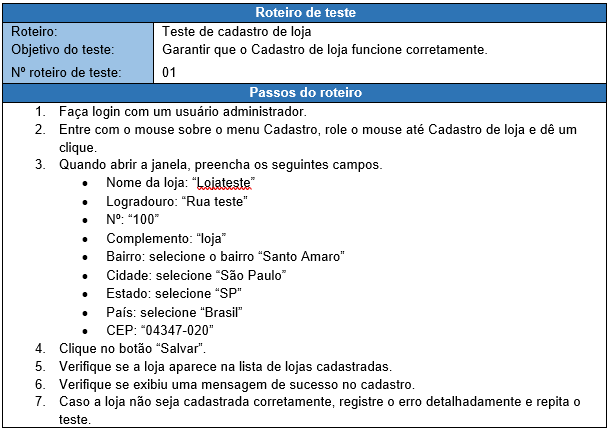 Roteiro de teste
Roteiro: Teste de cadastro de loja
Objetivo do teste: Garantir que o Cadastro de loja funcione corretamente.
Nº roteiro de teste: 01
Passos do roteiro
1. Faça login com um usuário administrador.
2. Entre com o mouse sobre o menu Cadastro, role o mouse até Cadastro de loja e dê um
clique.
3. Quando abrir a janela, preencha os seguintes campos.
• Nome da loja: “Lojateste”
• Logradouro: “Rua teste”
• Nº: “100”
• Complemento: “loja”
• Bairro: selecione o bairro “Santo Amaro”
• Cidade: selecione “São Paulo”
• Estado: selecione “SP”
• País: selecione “Brasil”
• CEP: “04347-020”
4. Clique no botão “Salvar”.
5. Verifique se a loja aparece na lista de lojas cadastradas.
6. Verifique se exibiu uma mensagem de sucesso no cadastro.
7. Caso a loja não seja cadastrada corretamente, registre o erro detalhadamente e repita o
teste.